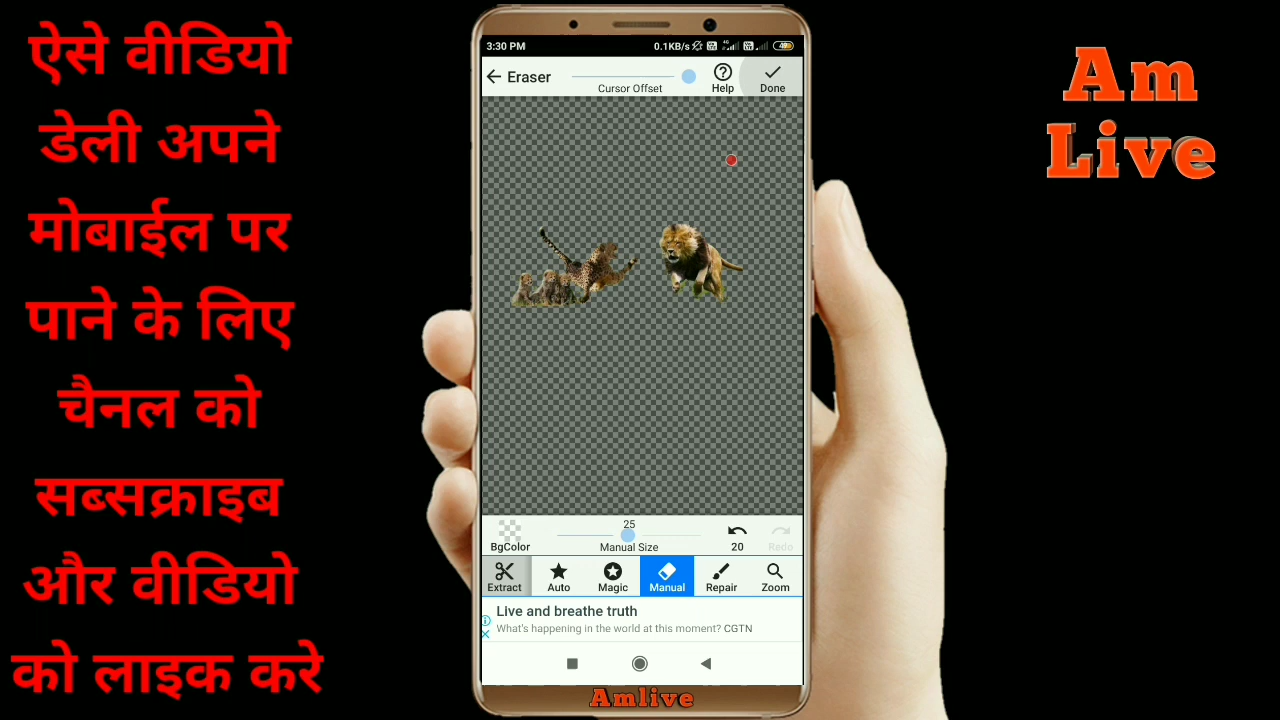 ऐसे वीडियो
डेली अपने
मोबाईल पर
पाने के लिए
चैनल को
सब्सक्राइब
और वीडियो
को लाइक करे
3:30 PM
0.1KB/s
Eraser
Cursor Offset
Help
Done
25
BgColor
Manual Size
20
Redo
Extract
Auto
Magic
Manual
Repair
Zoom
Live and breathe truth
What's happening in the world at this moment? CGTN
Amlive
Am
Live